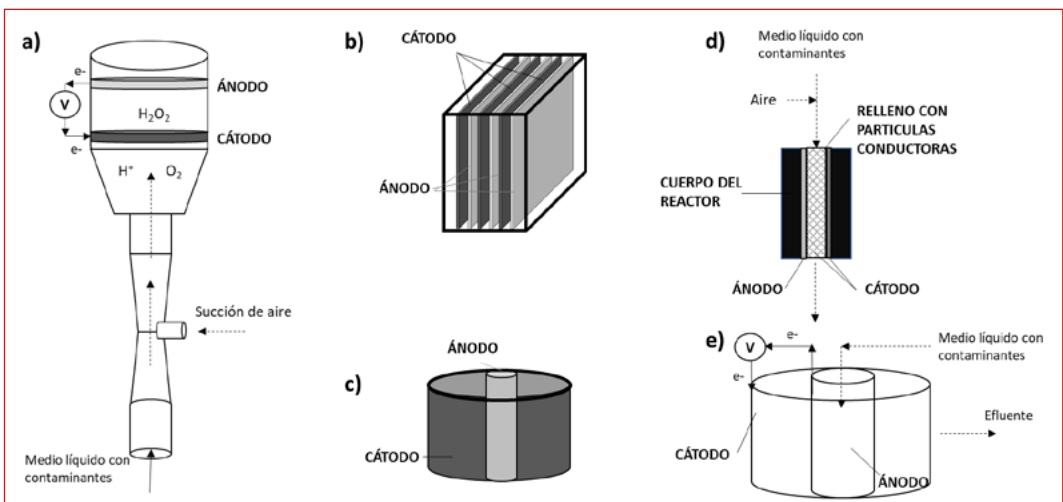 a)
e-
V
e-
ÁNODO
H₂O₂
CÁTODO
H⁺ O₂
Succión de aire
Medio líquido con
contaminantes
b)
CÁTODO
ÁNODO
c)
ÁNODO
CÁTODO
d)
Medio líquido con
contaminantes
Aire
RELLENO CON
PARTICULAS
CONDUCTORAS
CUERPO DEL
REACTOR
ÁNODO
CÁTODO
e)
V
e-
e-
Medio líquido con
contaminantes
Efluente
CÁTODO
ÁNODO